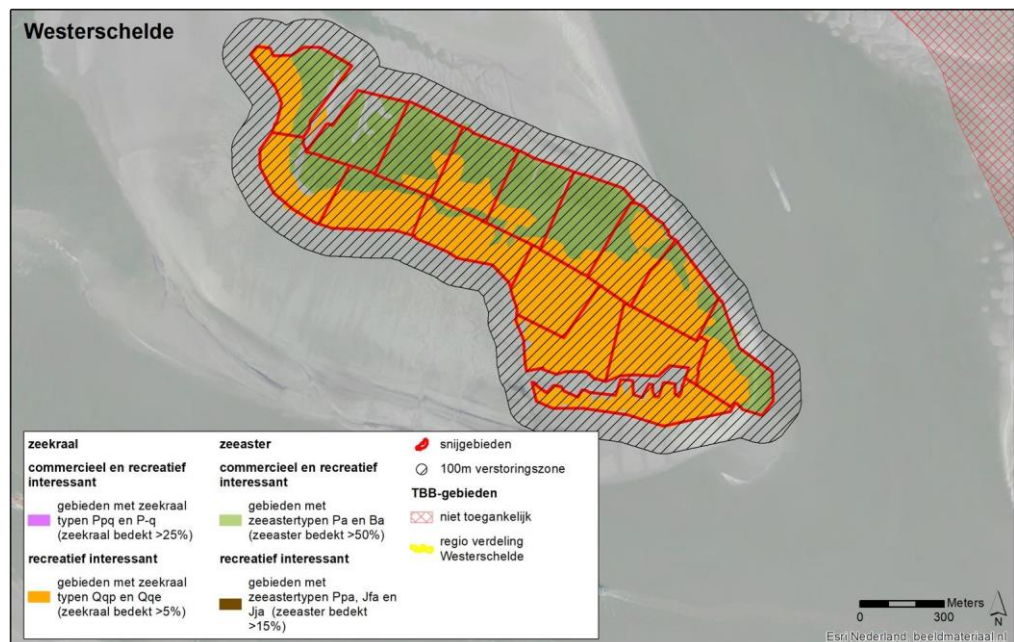 Westerschelde
zeekraal
commercieel en recreatief
interessant
gebieden met zeekraal
typen Ppq en P-q
(zeekraal bedekt >25%)
recreatief interessant
gebieden met zeekraal
typen Qqp en Qqe
(zeekraal bedekt >5%)
zeeaster
commercieel en recreatief
interessant
gebieden met
zeeastertypen Pa en Ba
(zeeaster bedekt >50%)
recreatief interessant
gebieden met
zeeastertypen Ppa, Jfa en
Jja (zeeaster bedekt
>15%)
snijgebieden
100m verstoringszone
TBB-gebieden
niet toegankelijk
regio verdeling
Westerschelde
Meters
0 300
N
Esri Nederland, beeldmateriaal.nl